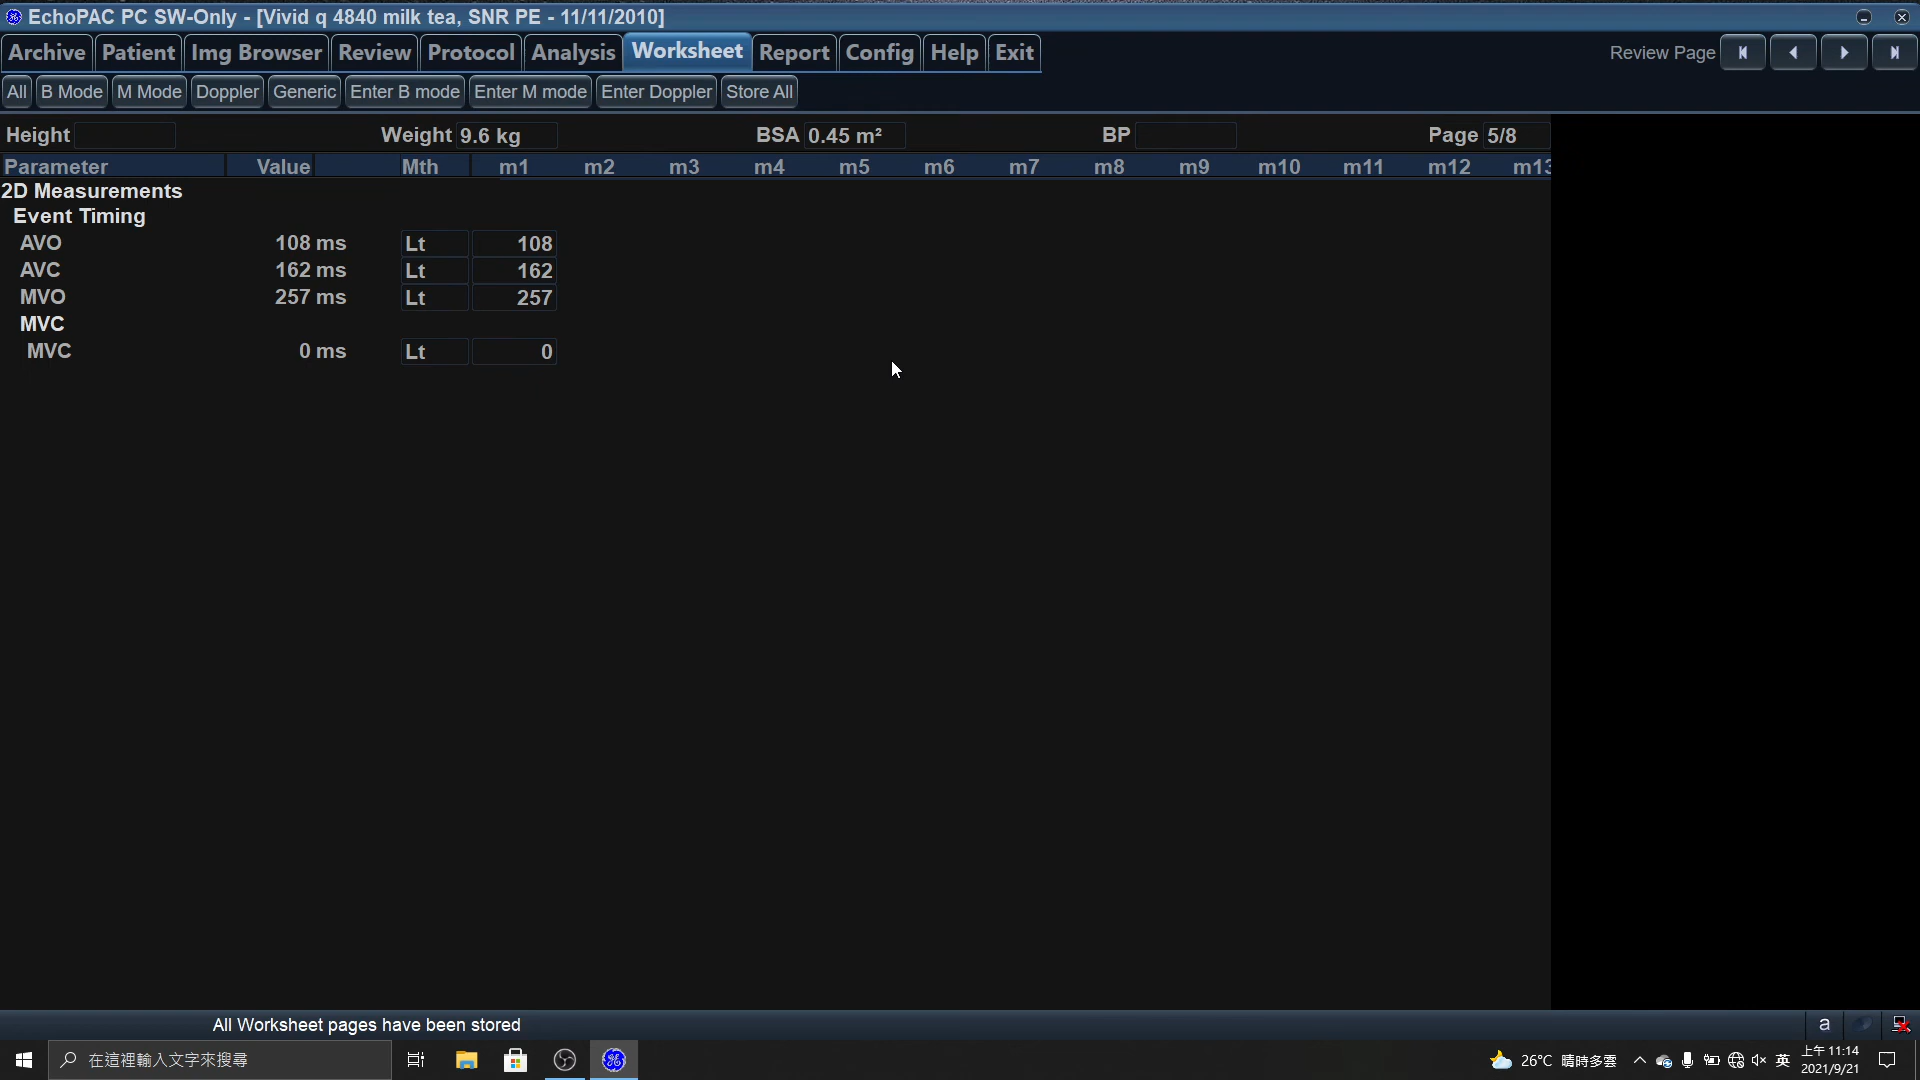 EchoPAC PC SW-Only - [Vivid q 4840 milk tea, SNR PE - 11/11/2010]
Archive Patient Img Browser Review Protocol Analysis Worksheet Report Config Help Exit Review Page
All B Mode M Mode Doppler Generic Enter B mode Enter M mode Enter Doppler Store All
Height Weight 9.6 kg BSA 0.45 m² BP Page 5/8
Parameter Value Mth m1 m2 m3 m4 m5 m6 m7 m8 m9 m10 m11 m12 m13
2D Measurements
Event Timing
AVO 108 ms Lt 108
AVC 162 ms Lt 162
MVO 257 ms Lt 257
MVC
MVC 0 ms Lt 0
All Worksheet pages have been stored a
在這裡輸入文字來搜尋 26°C 晴時多雲 英 上午 11:14
2021/9/21